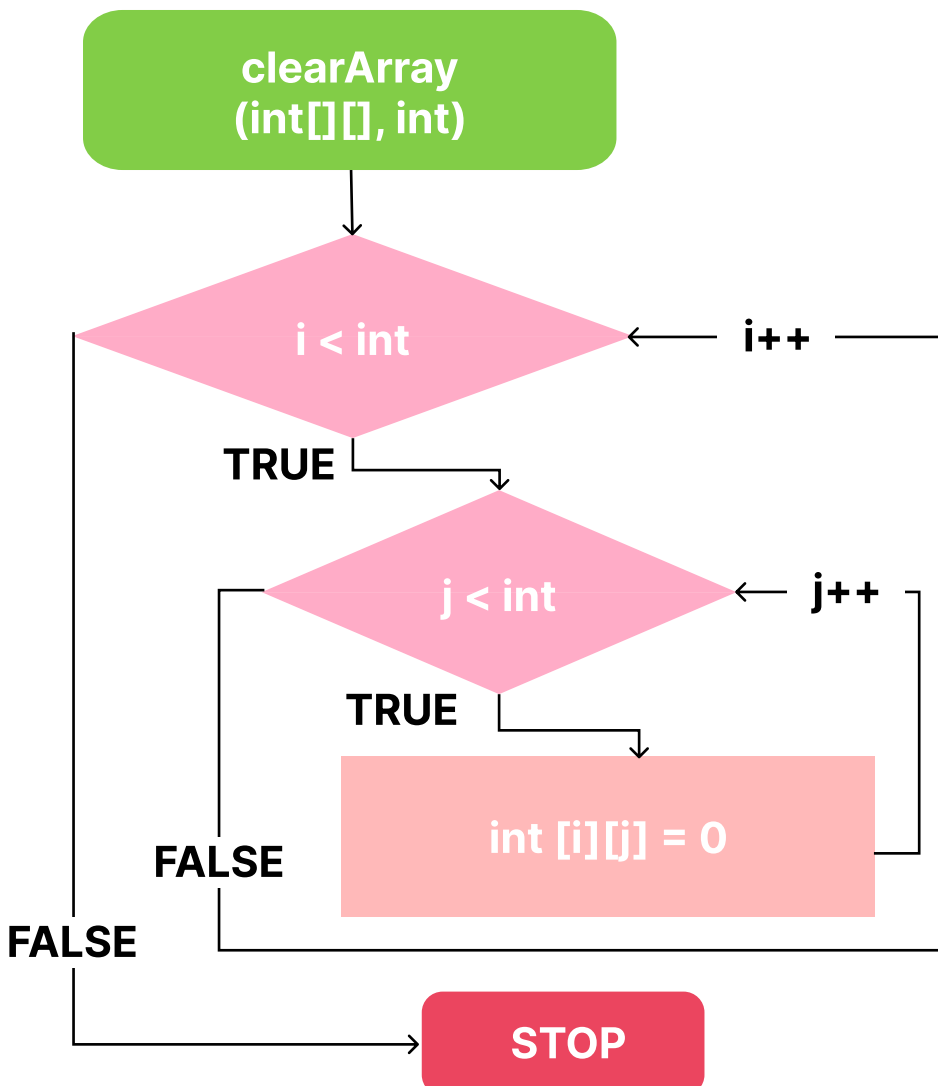 clearArray
(int[][], int)
i < int
i++
TRUE
j < int
j++
TRUE
int [i][j] = 0
FALSE
FALSE
STOP